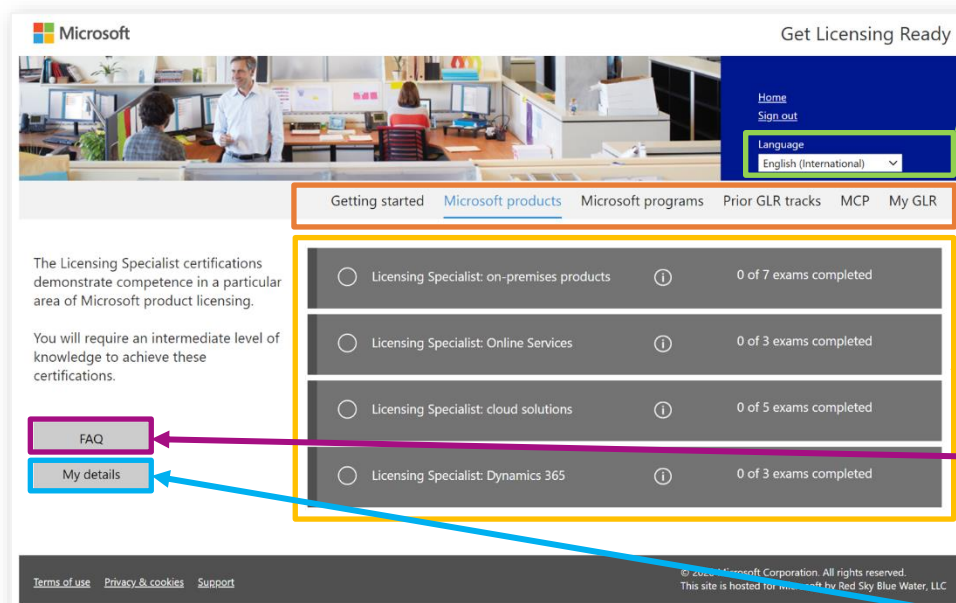 Microsoft
Get Licensing Ready
Home
Sign out
Language
English (International)
Getting started Microsoft products Microsoft programs Prior GLR tracks MCP My GLR
The Licensing Specialist certifications
demonstrate competence in a particular
area of Microsoft product licensing.
You will require an intermediate level of
knowledge to achieve these
certifications.
FAQ
My details
Licensing Specialist: on-premises products 0 of 7 exams completed
Licensing Specialist: Online Services 0 of 3 exams completed
Licensing Specialist: cloud solutions 0 of 5 exams completed
Licensing Specialist: Dynamics 365 0 of 3 exams completed
Terms of use Privacy & cookies Support
© Microsoft Corporation. All rights reserved.
This site is hosted for Microsoft by Red Sky Blue Water, LLC